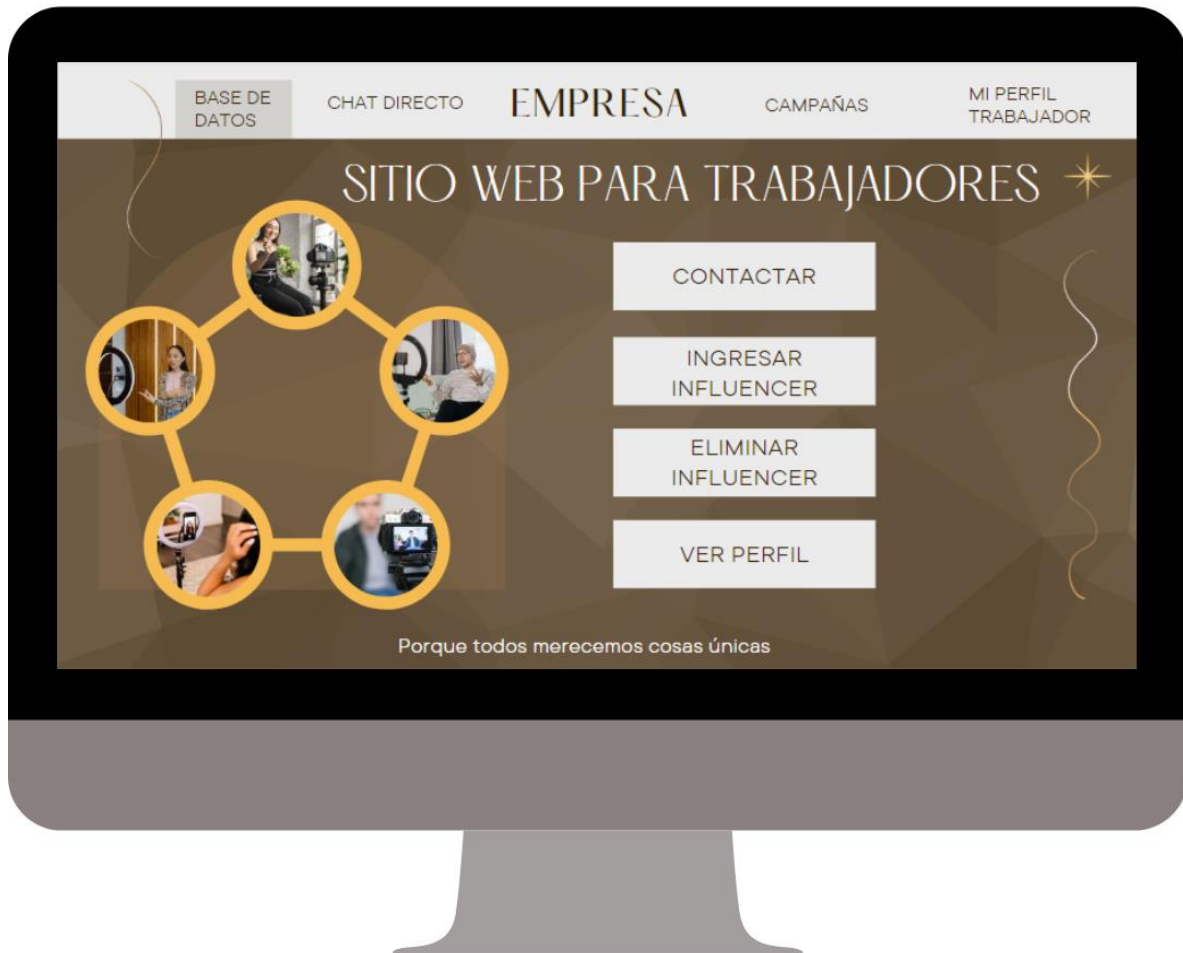 BASE DE
DATOS
CHAT DIRECTO
EMPRESA
CAMPAÑAS
MI PERFIL
TRABAJADOR
SITIO WEB PARA TRABAJADORES
CONTACTAR
INGRESAR
INFLUENCER
ELIMINAR
INFLUENCER
VER PERFIL
Porque todos merecemos cosas únicas